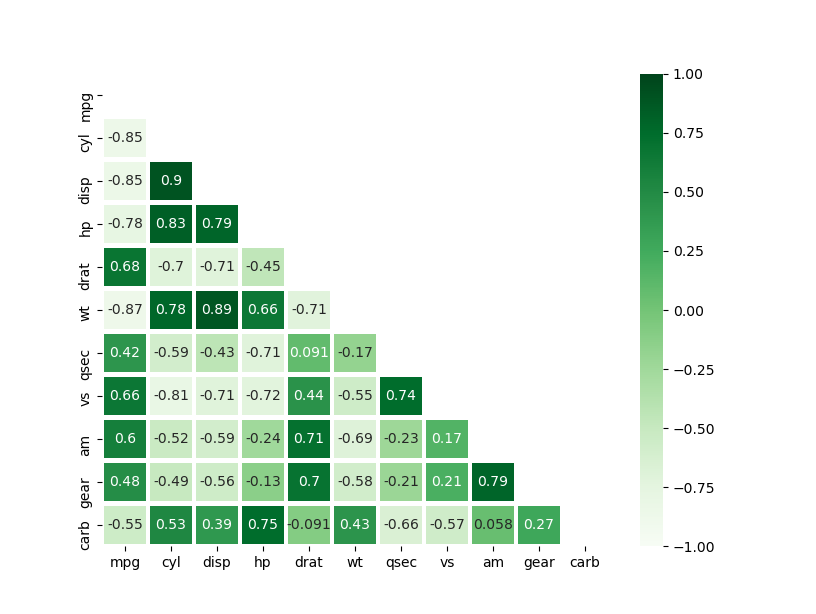 1.00
mpg
0.75
cyl -0.85
disp -0.85 0.9
0.50
hp -0.78 0.83 0.79
0.25
drat 0.68 -0.7 -0.71 -0.45
wt -0.87 0.78 0.89 0.66 -0.71
0.00
qsec 0.42 -0.59 -0.43 -0.71 0.091 -0.17
−0.25
vs 0.66 -0.81 -0.71 -0.72 0.44 -0.55 0.74
am 0.6 -0.52 -0.59 -0.24 0.71 -0.69 -0.23 0.17
−0.50
gear 0.48 -0.49 -0.56 -0.13 0.7 -0.58 -0.21 0.21 0.79
−0.75
carb -0.55 0.53 0.39 0.75 -0.091 0.43 -0.66 -0.57 0.058 0.27
−1.00
mpg cyl disp hp drat wt qsec vs am gear carb